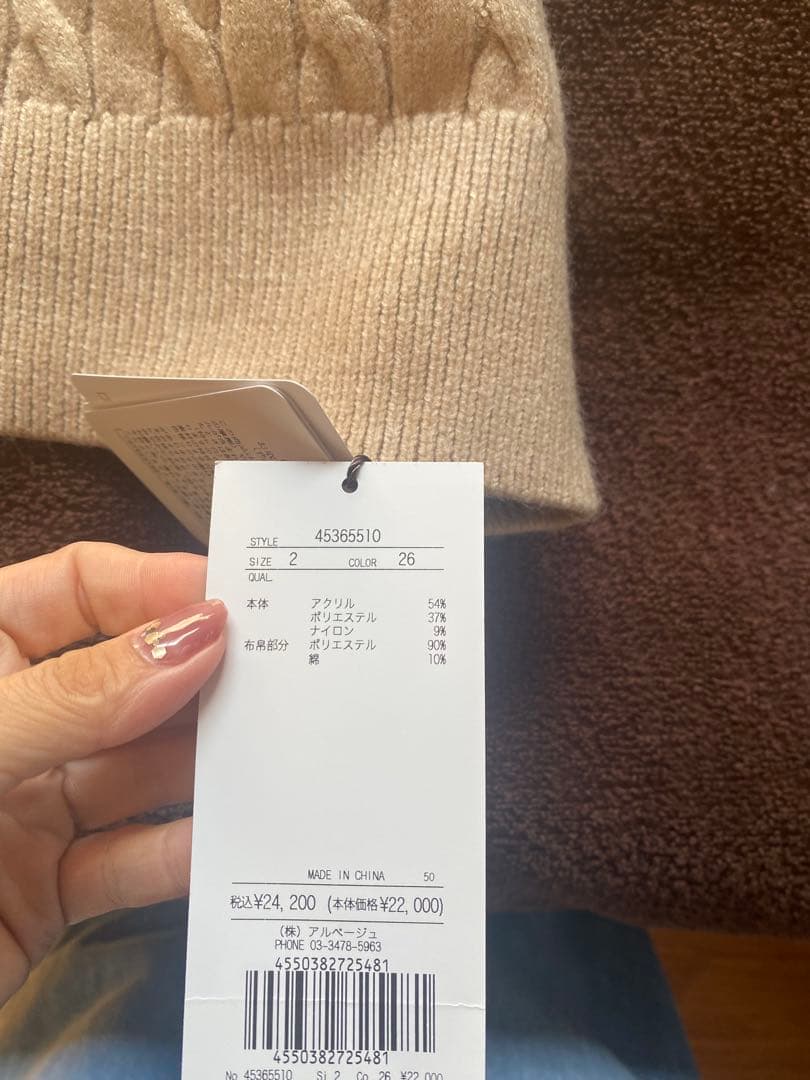 STYLE 45365510
SIZE 2 COLOR 26
QUAL.
本体 アクリル 54%
ポリエステル 37%
ナイロン 9%
布帛部分 ポリエステル 90%
綿 10%
MADE IN CHINA 50
税込¥24,200 (本体価格¥22,000)
(株) アルページュ
PHONE 03-3478-5963
4550382725481
4550382725481
No 45365510 Si 2 Co 26 ¥22,000